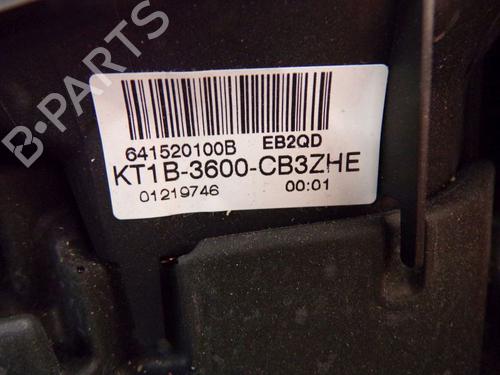 B-PARTS
641520100B EB2QD
KT1B-3600-CB3ZHE
01219746 00:01